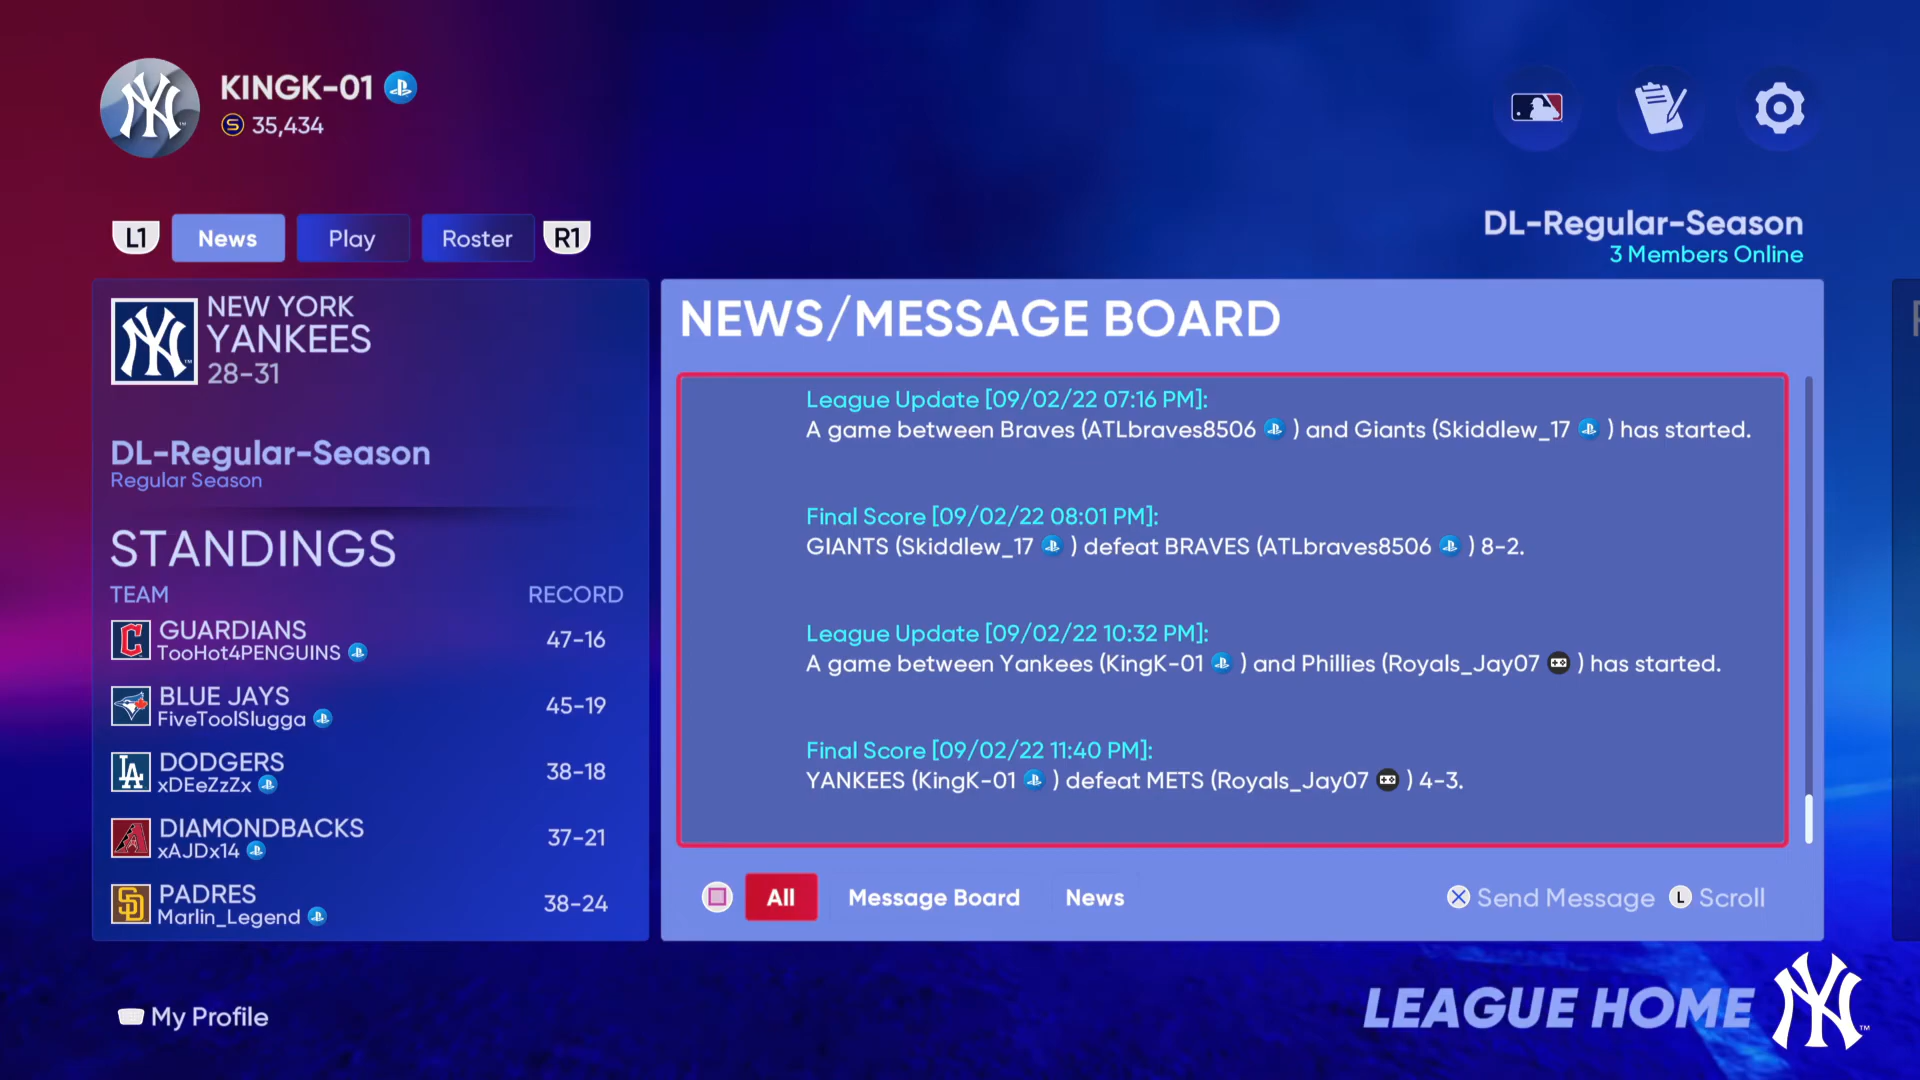 KINGK-01
35,434
L1
News
Play
Roster
R1
DL-Regular-Season
3 Members Online
NEW YORK
YANKEES
28-31
DL-Regular-Season
Regular Season
STANDINGS
TEAM RECORD
GUARDIANS
TooHot4PENGUINS
47-16
BLUE JAYS
FiveToolSlugga
45-19
DODGERS
xDEeZzZx
38-18
DIAMONDBACKS
xAJDx14
37-21
PADRES
Marlin_Legend
38-24
NEWS/MESSAGE BOARD
League Update [09/02/22 07:16 PM]:
A game between Braves (ATLbraves8506 ) and Giants (Skiddlew_17 ) has started.
Final Score [09/02/22 08:01 PM]:
GIANTS (Skiddlew_17 ) defeat BRAVES (ATLbraves8506 ) 8-2.
League Update [09/02/22 10:32 PM]:
A game between Yankees (KingK-01 ) and Phillies (Royals_Jay07 ) has started.
Final Score [09/02/22 11:40 PM]:
YANKEES (KingK-01 ) defeat METS (Royals_Jay07 ) 4-3.
All
Message Board
News
Send Message
L Scroll
My Profile
LEAGUE HOME